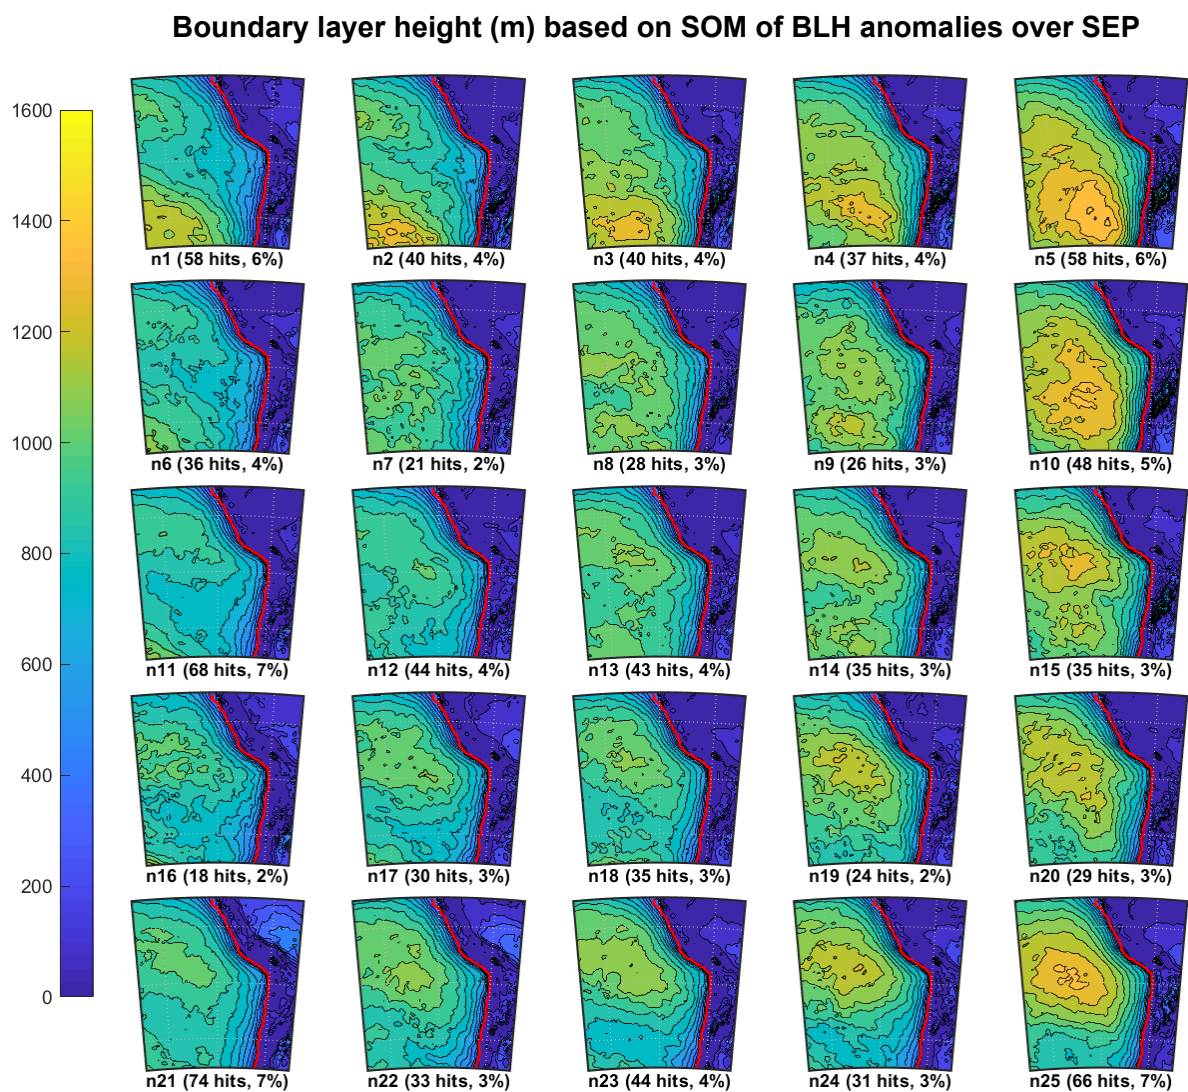 Boundary layer height (m) based on SOM of BLH anomalies over SEP
1600
1400
1200
1000
800
600
400
200
0
n1 (58 hits, 6%)
n2 (40 hits, 4%)
n3 (40 hits, 4%)
n4 (37 hits, 4%)
n5 (58 hits, 6%)
n6 (36 hits, 4%)
n7 (21 hits, 2%)
n8 (28 hits, 3%)
n9 (26 hits, 3%)
n10 (48 hits, 5%)
n11 (68 hits, 7%)
n12 (44 hits, 4%)
n13 (43 hits, 4%)
n14 (35 hits, 3%)
n15 (35 hits, 3%)
n16 (18 hits, 2%)
n17 (30 hits, 3%)
n18 (35 hits, 3%)
n19 (24 hits, 2%)
n20 (29 hits, 3%)
n21 (74 hits, 7%)
n22 (33 hits, 3%)
n23 (44 hits, 4%)
n24 (31 hits, 3%)
n25 (66 hits, 7%)